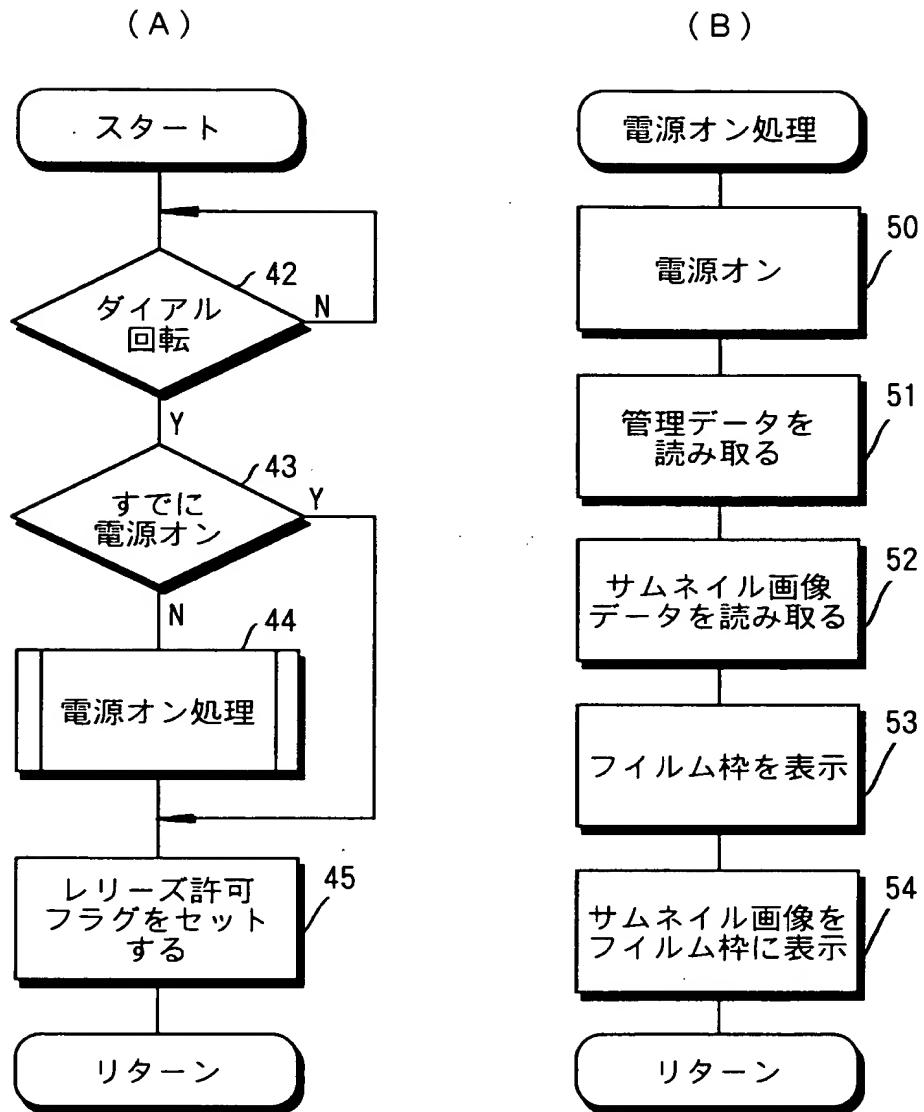 (A)
スタート
42
ダイアル
回転
N
Y
43
すでに
電源オン
Y
N
44
電源オン処理
レリーズ許可
フラグをセット
する
45
リターン
(B)
電源オン処理
電源オン
50
管理データを
読み取る
51
サムネイル画像
データを読み取る
52
フイルム枠を表示
53
サムネイル画像を
フイルム枠に表示
54
リターン